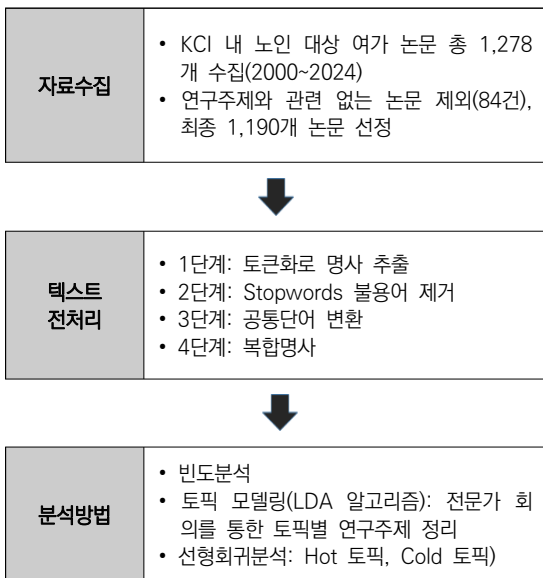 자료수집
• KCI 내 노인 대상 여가 논문 총 1,278
개 수집(2000~2024)
• 연구주제와 관련 없는 논문 제외(84건),
최종 1,190개 논문 선정
텍스트
전처리
• 1단계: 토큰화로 명사 추출
• 2단계: Stopwords 불용어 제거
• 3단계: 공통단어 변환
• 4단계: 복합명사
분석방법
• 빈도분석
• 토픽 모델링(LDA 알고리즘): 전문가 회
의를 통한 토픽별 연구주제 정리
• 선형회귀분석: Hot 토픽, Cold 토픽)